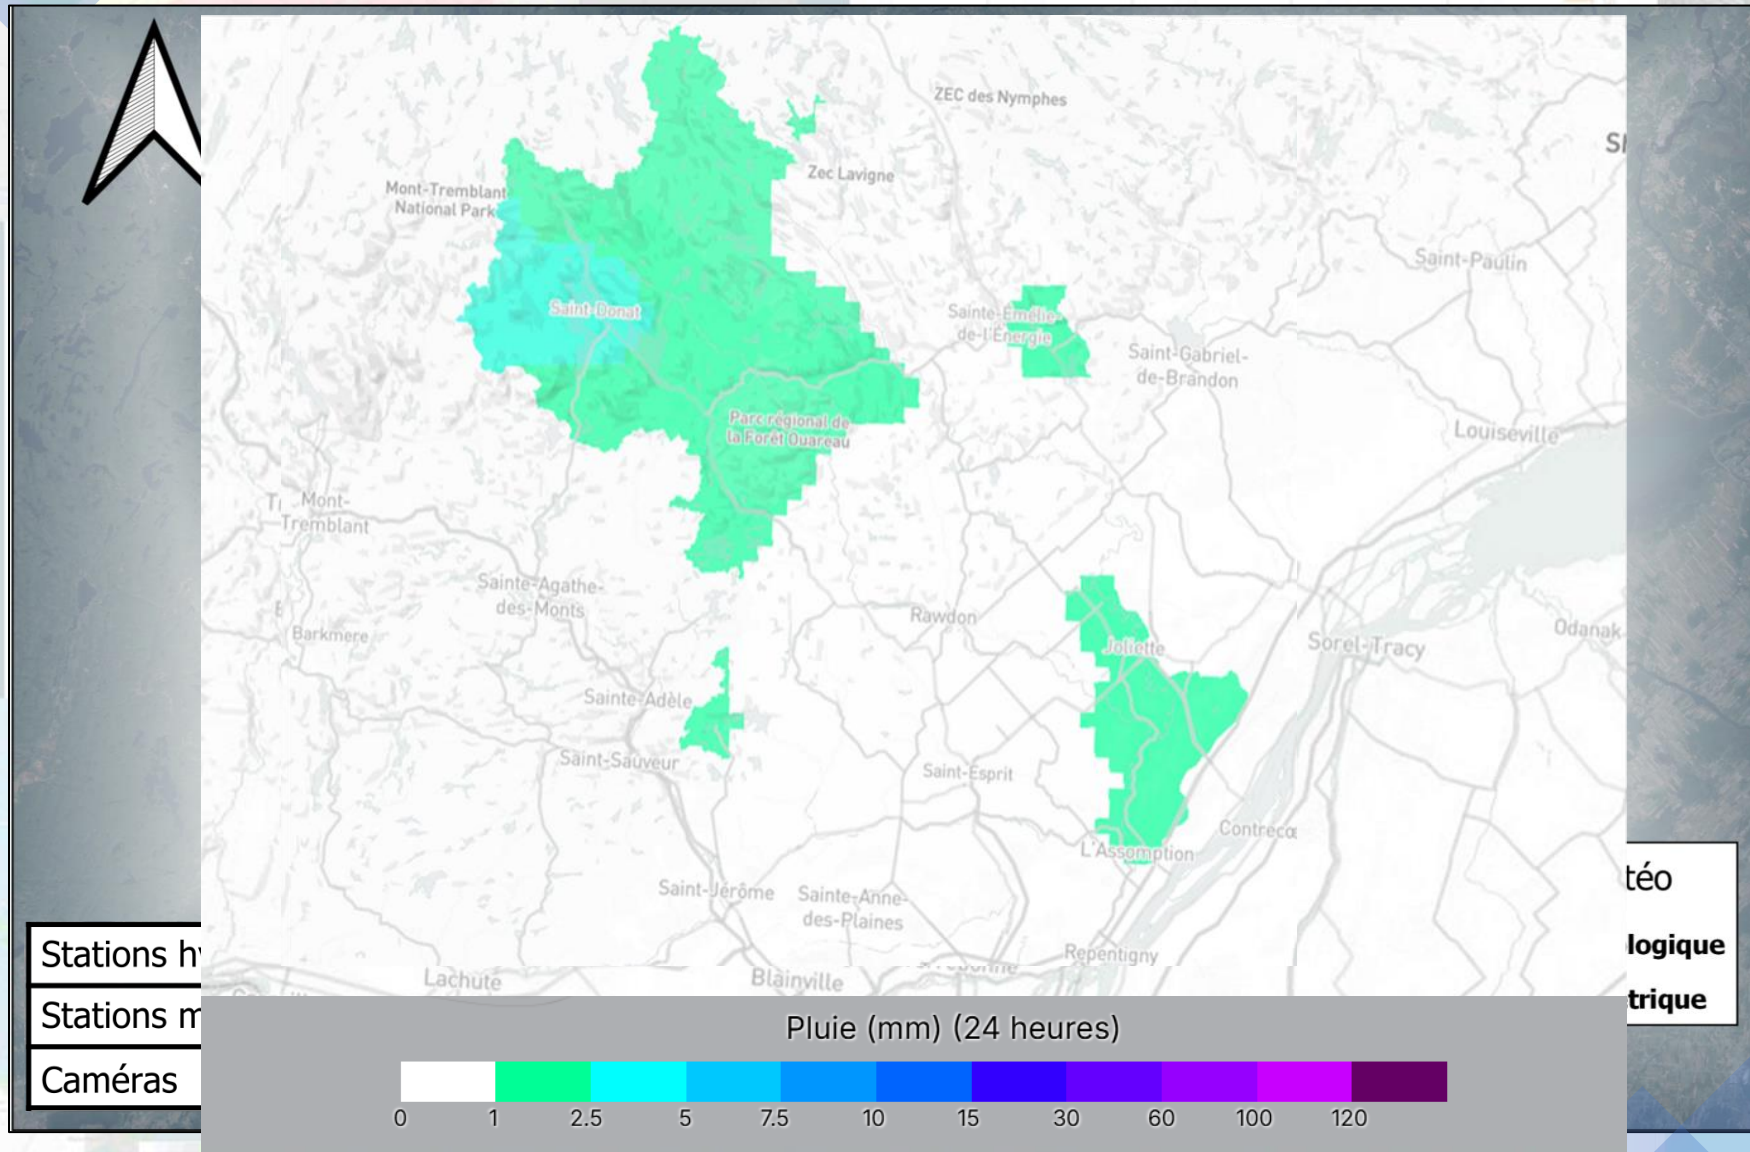 ZEC des Nymphes
Mont-Tremblant
National Park
Zec Lavigne
Saint-Paulin
Saint-Donat
Sainte-Émélie-
de-l'Énergie
Saint-Gabriel-
de-Brandon
Parc régional de
la Forêt Ouareau
Louiseville
Mont-
Tremblant
Sainte-Agathe-
des-Monts
Rawdon
Barkmere
Joliette
Sorel-Tracy
Odanak
Sainte-Adèle
Saint-Sauveur
Saint-Esprit
L'Assomption
Saint-Jérôme
Sainte-Anne-
des-Plaines
Repentigny
Lachute
Blainville
téo
logique
trique
Stations
Stations m
Caméras
Pluie (mm) (24 heures)
0 1 2.5 5 7.5 10 15 30 60 100 120